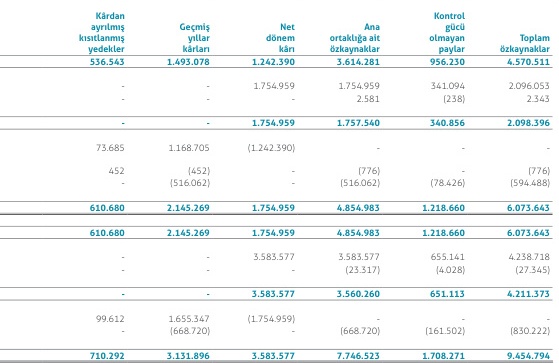 Kârdan ayrılmış kısıtlanmış yedekler Geçmiş yıllar kârları Net dönem kârı Ana ortaklığa ait özkaynaklar Kontrol gücü olmayan paylar Toplam özkaynaklar
536.543 1.493.078 1.242.390 3.614.281 956.230 4.570.511
- - 1.754.959 1.754.959 341.094 2.096.053
- - - 2.581 (238) 2.343
- - 1.754.959 1.757.540 340.856 2.098.396
73.685 1.168.705 (1.242.390) - - -
452 (452) - (776) - (776)
- (516.062) - (516.062) (78.426) (594.488)
610.680 2.145.269 1.754.959 4.854.983 1.218.660 6.073.643
610.680 2.145.269 1.754.959 4.854.983 1.218.660 6.073.643
- - 3.583.577 3.583.577 655.141 4.238.718
- - - (23.317) (4.028) (27.345)
- - 3.583.577 3.560.260 651.113 4.211.373
99.612 1.655.347 (1.754.959) - - -
- (668.720) - (668.720) (161.502) (830.222)
710.292 3.131.896 3.583.577 7.746.523 1.708.271 9.454.794